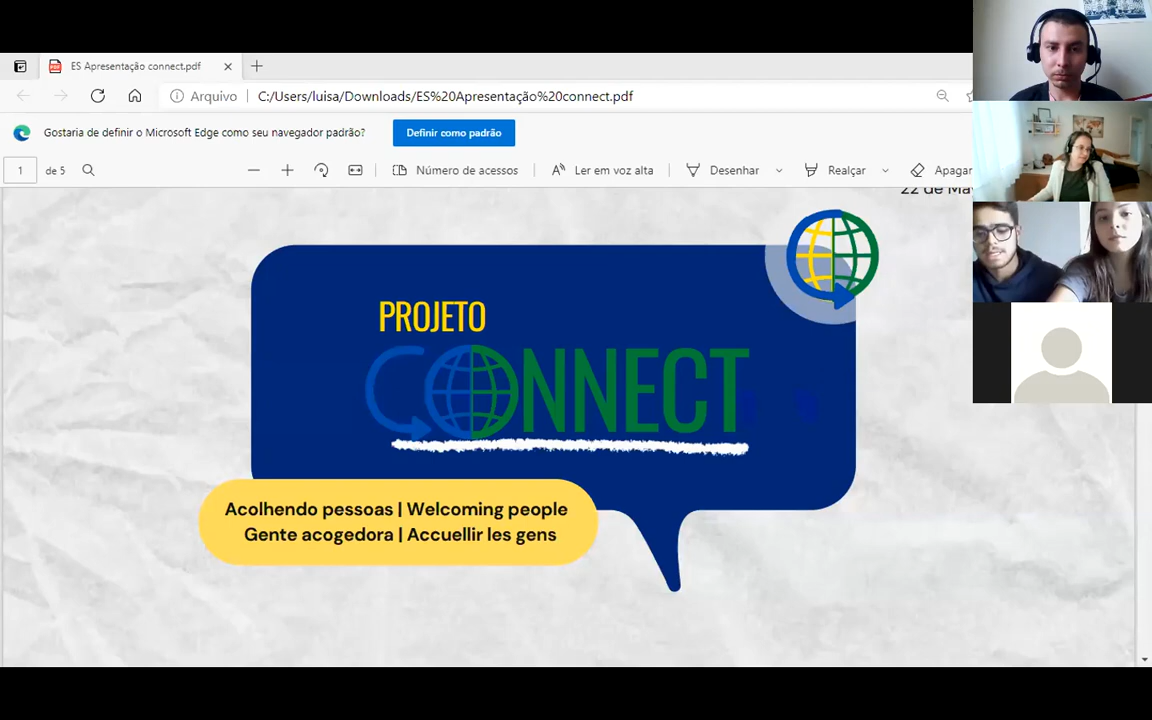 ES Apresentação connect.pdf
Arquivo
C:/Users/luisa/Downloads/ES%20Apresentação%20connect.pdf
Gostaria de definir o Microsoft Edge como seu navegador padrão?
Definir como padrão
1
de 5
Número de acessos
Ler em voz alta
Desenhar
Realçar
Apagar
22 de
PROJETO
CONNECT
Acolhendo pessoas | Welcoming people
Gente acogedora | Accuellir les gens